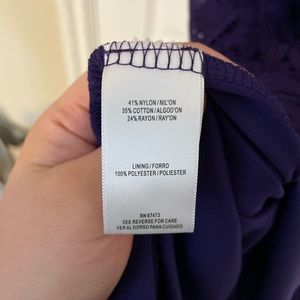 41% NYLON / NIL'ON
35% COTTON / ALGOD'ON
24% RAYON / RAY'ON
LINING / FORRO
100% POLYESTER / POLIESTER
RN 67473
SEE REVERSE FOR CARE
VER AL DORSO PARA CUIDADO